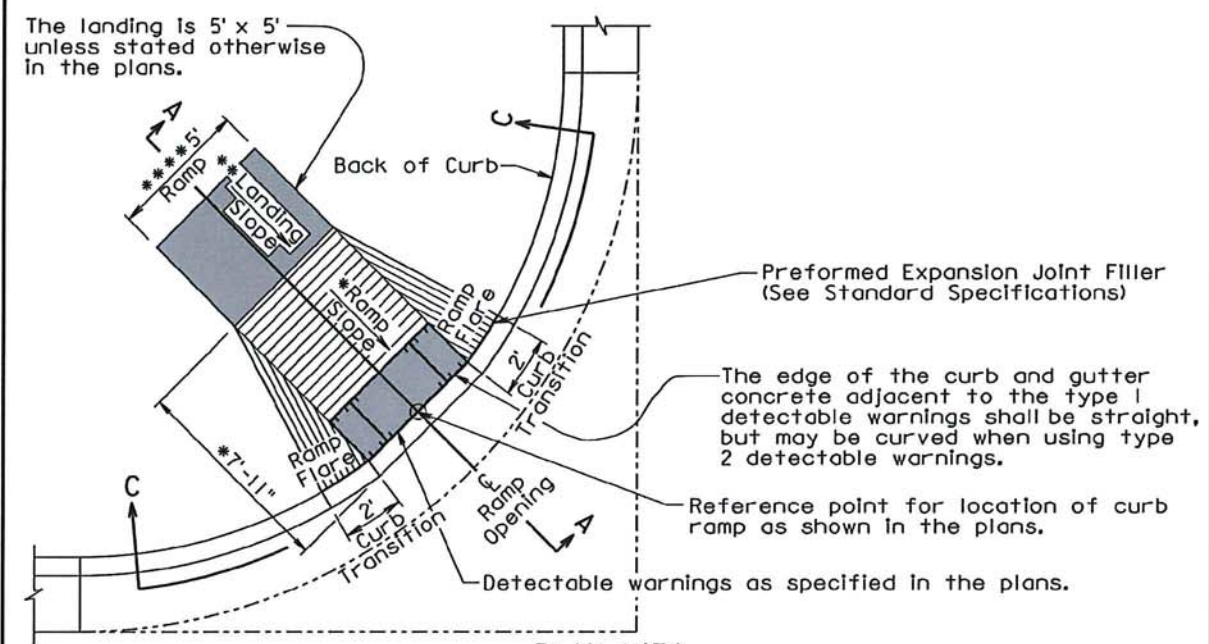 The landing is 5' x 5'
unless stated otherwise
in the plans.
A
****5'
Ramp
**Landing
Slope
Back of Curb
C
*Ramp
Slope
Ramp
Flare
Preformed Expansion Joint Filler
(See Standard Specifications)
2'
Curb
Transition
The edge of the curb and gutter
concrete adjacent to the type 1
detectable warnings shall be straight,
but may be curved when using type
2 detectable warnings.
*7'-11"
Ramp
Flare
C
2'
Curb
Transition
℄
Ramp
Opening
A
Reference point for location of curb
ramp as shown in the plans.
Detectable warnings as specified in the plans.